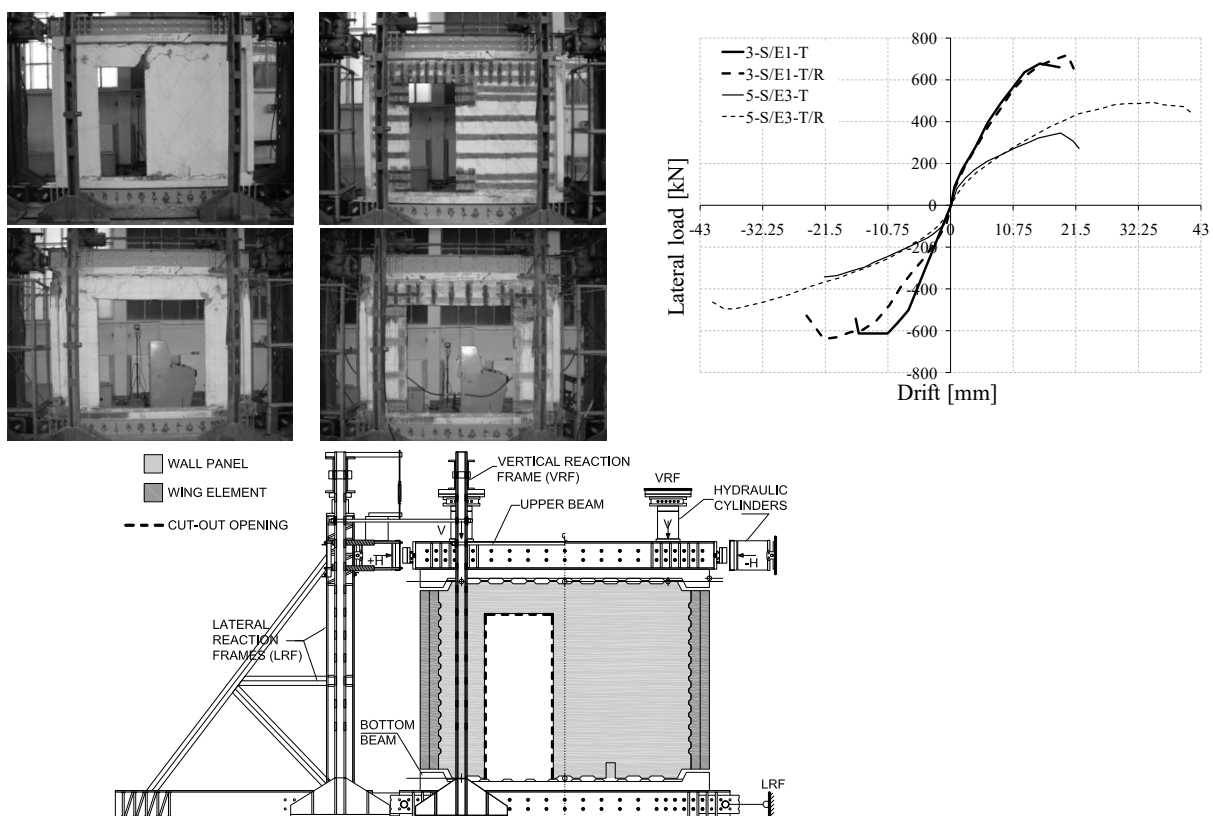 800
600
400
200
0
-200
-400
-600
-800
-43
-32.25
-21.5
-10.75
0
10.75
21.5
32.25
43
3-S/E1-T
3-S/E1-T/R
5-S/E3-T
5-S/E3-T/R
Lateral load [kN]
Drift [mm]
WALL PANEL
WING ELEMENT
CUT-OUT OPENING
VERTICAL REACTION
FRAME (VRF)
UPPER BEAM
VRF
HYDRAULIC
CYLINDERS
V
V
+H
-H
LATERAL
REACTION
FRAMES (LRF)
BOTTOM
BEAM
LRF